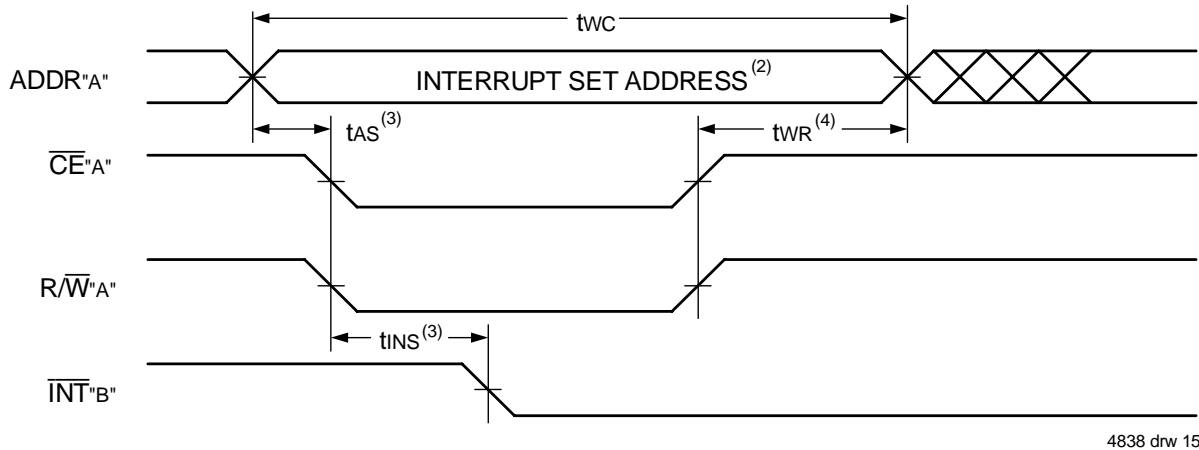 tWC
ADDR"A"
INTERRUPT SET ADDRESS(2)
tAS(3)
tWR(4)
CE"A"
R/W"A"
tINS(3)
INT"B"
4838 drw 15